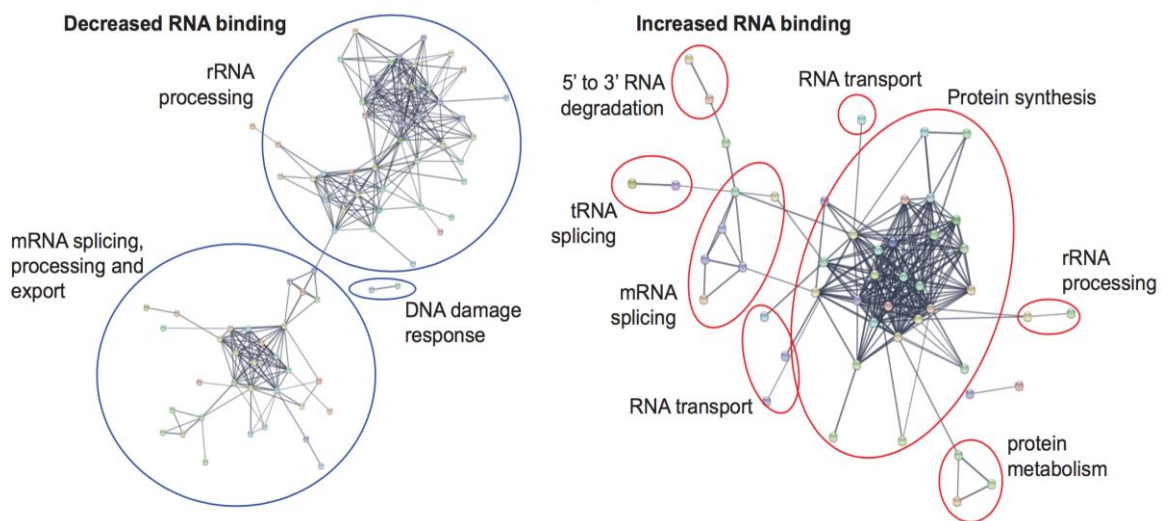 Decreased RNA binding
rRNA
processing
mRNA splicing,
processing and
export
DNA damage
response
Increased RNA binding
5' to 3' RNA
degradation
RNA transport
Protein synthesis
tRNA
splicing
mRNA
splicing
rRNA
processing
RNA transport
protein
metabolism